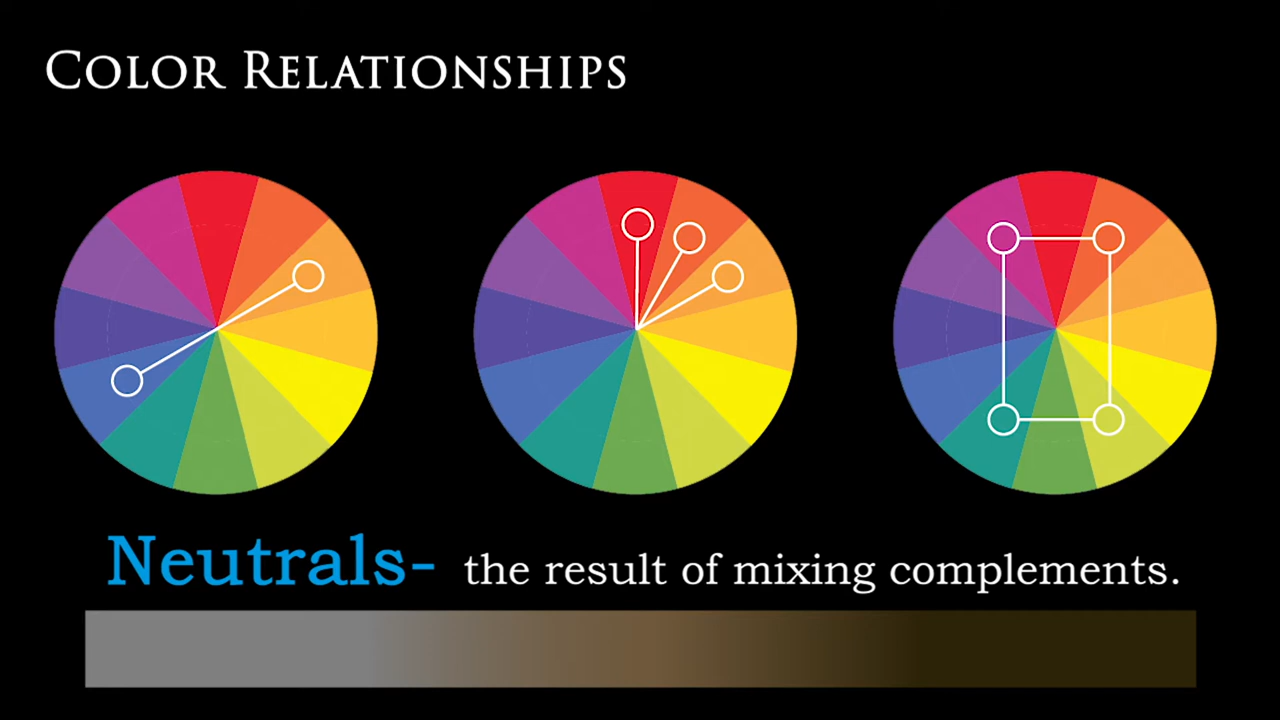 Color Relationships
Neutrals- the result of mixing complements.